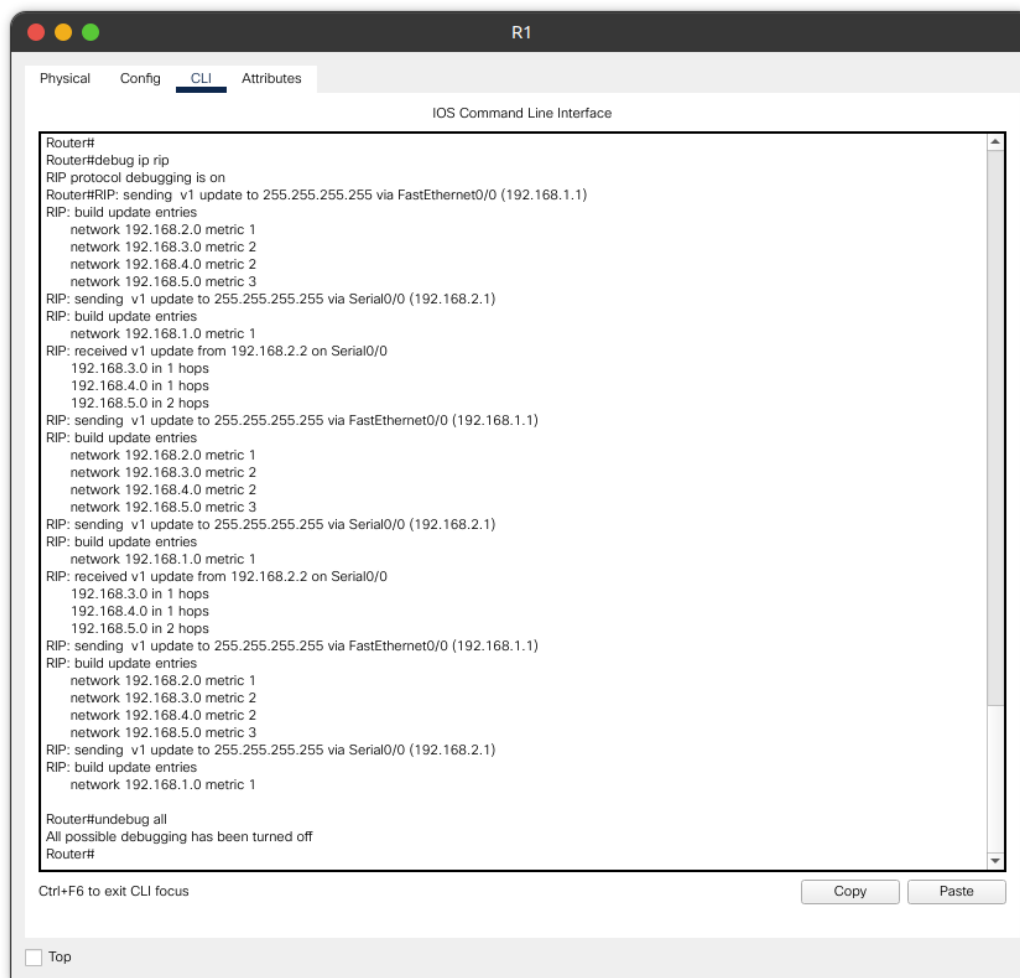 R1
Physical Config CLI Attributes
IOS Command Line Interface
Router#
Router#debug ip rip
RIP protocol debugging is on
Router#RIP: sending  v1 update to 255.255.255.255 via FastEthernet0/0 (192.168.1.1)
RIP: build update entries
network 192.168.2.0 metric 1
network 192.168.3.0 metric 2
network 192.168.4.0 metric 2
network 192.168.5.0 metric 3
RIP: sending  v1 update to 255.255.255.255 via Serial0/0 (192.168.2.1)
RIP: build update entries
network 192.168.1.0 metric 1
RIP: received v1 update from 192.168.2.2 on Serial0/0
192.168.3.0 in 1 hops
192.168.4.0 in 1 hops
192.168.5.0 in 2 hops
RIP: sending  v1 update to 255.255.255.255 via FastEthernet0/0 (192.168.1.1)
RIP: build update entries
network 192.168.2.0 metric 1
network 192.168.3.0 metric 2
network 192.168.4.0 metric 2
network 192.168.5.0 metric 3
RIP: sending  v1 update to 255.255.255.255 via Serial0/0 (192.168.2.1)
RIP: build update entries
network 192.168.1.0 metric 1
RIP: received v1 update from 192.168.2.2 on Serial0/0
192.168.3.0 in 1 hops
192.168.4.0 in 1 hops
192.168.5.0 in 2 hops
RIP: sending  v1 update to 255.255.255.255 via FastEthernet0/0 (192.168.1.1)
RIP: build update entries
network 192.168.2.0 metric 1
network 192.168.3.0 metric 2
network 192.168.4.0 metric 2
network 192.168.5.0 metric 3
RIP: sending  v1 update to 255.255.255.255 via Serial0/0 (192.168.2.1)
RIP: build update entries
network 192.168.1.0 metric 1
Router#undebug all
All possible debugging has been turned off
Router#
Ctrl+F6 to exit CLI focus
Copy Paste
Top